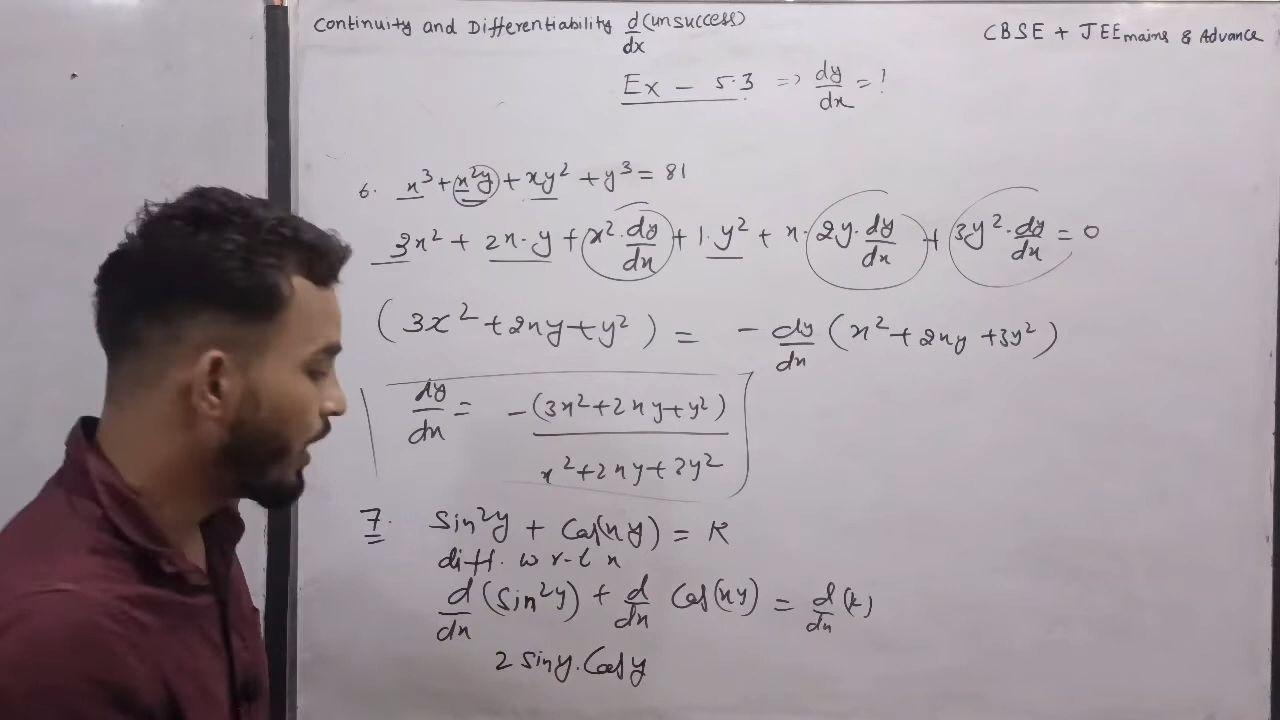 Continuity and Differentiability d/dx (unsuccess)
CBSE + JEE mains & Advance
Ex - 5.3 => dy/dx = !
6. x³ + x²y + xy² + y³ = 81
3x² + 2x·y + x²·dy/dx + 1·y² + x·2y·dy/dx + 3y²·dy/dx = 0
(3x² + 2xy + y²) = - dy/dx (x² + 2xy + 3y²)
dy/dx = -(3x² + 2xy + y²) / x² + 2xy + 3y²
7. Sin²y + Cos(xy) = K
diff. w r-t x
d/dx (Sin²y) + d/dx Cos(xy) = d/dx (k)
2 Siny. Cosy